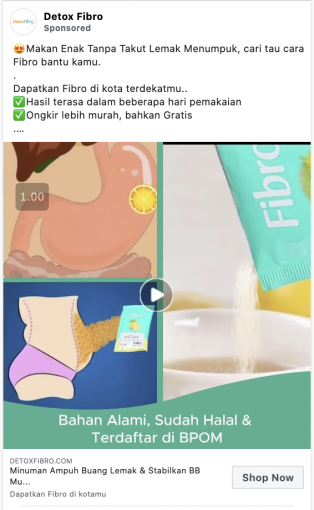 Detox Fibro
Sponsored
😍Makan Enak Tanpa Takut Lemak Menumpuk, cari tau cara
Fibro bantu kamu.
.
Dapatkan Fibro di kota terdekatmu..
✅Hasil terasa dalam beberapa hari pemakaian
✅Ongkir lebih murah, bahkan Gratis
....
1:00
Fibro
Bahan Alami, Sudah Halal &
Terdaftar di BPOM
DETOXFIBRO.COM
Minuman Ampuh Buang Lemak & Stabilkan BB
Mu...
Dapatkan Fibro di kotamu
Shop Now